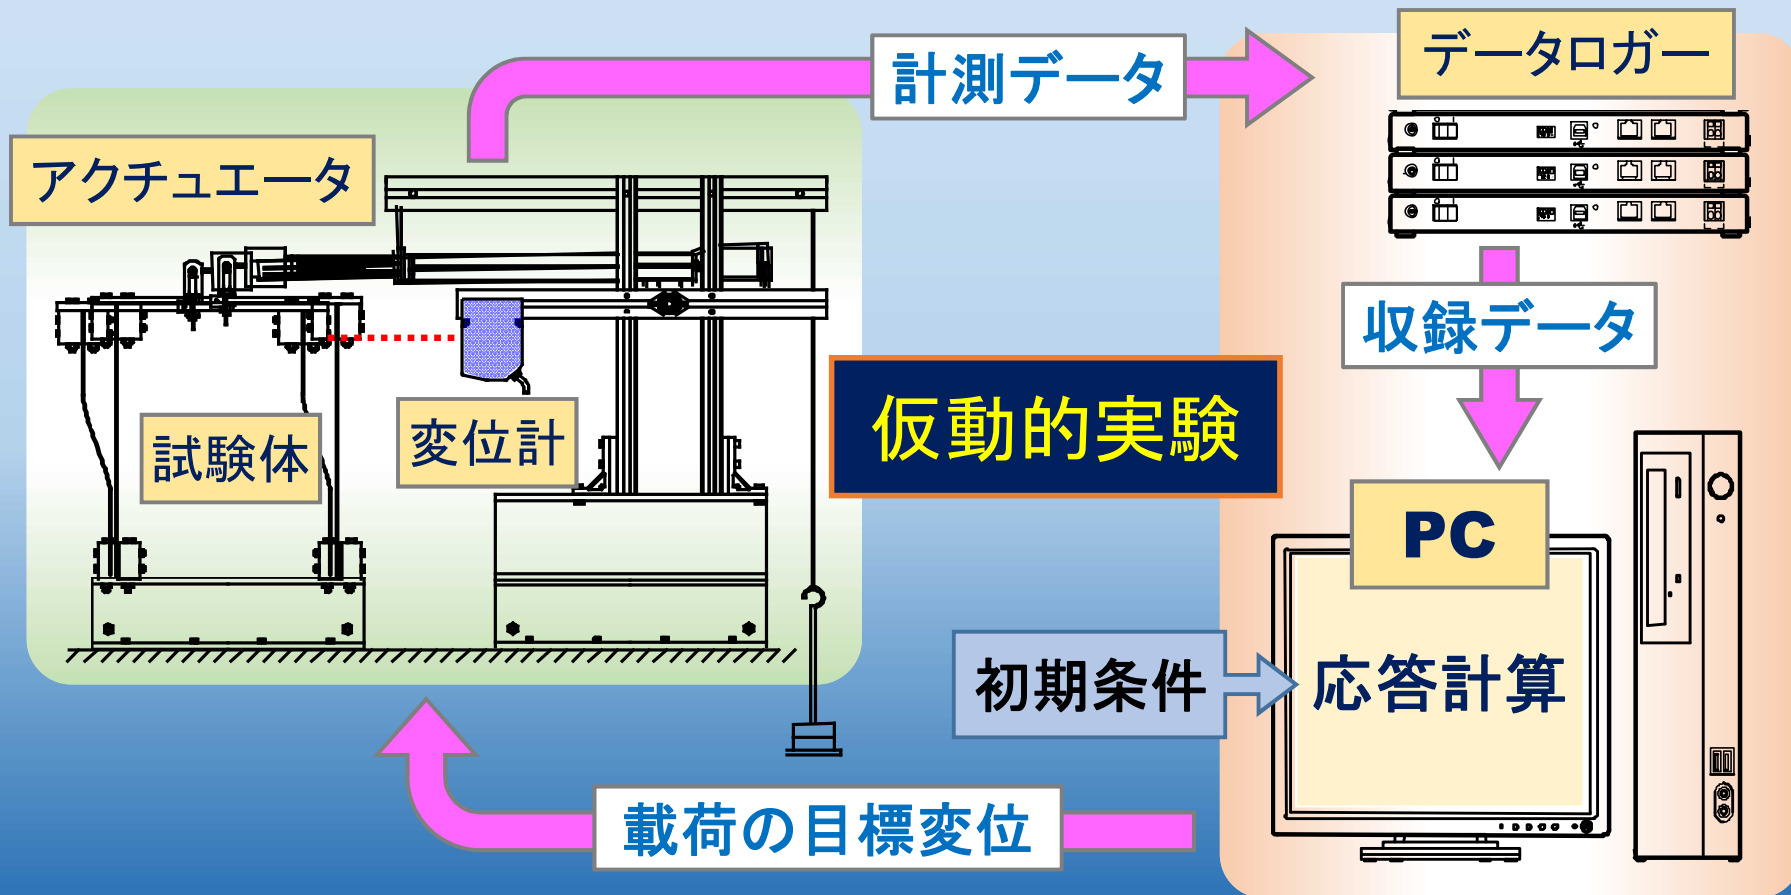 計測データ
データロガー
アクチュエータ
収録データ
仮動的実験
試験体
変位計
PC
初期条件
応答計算
載荷の目標変位